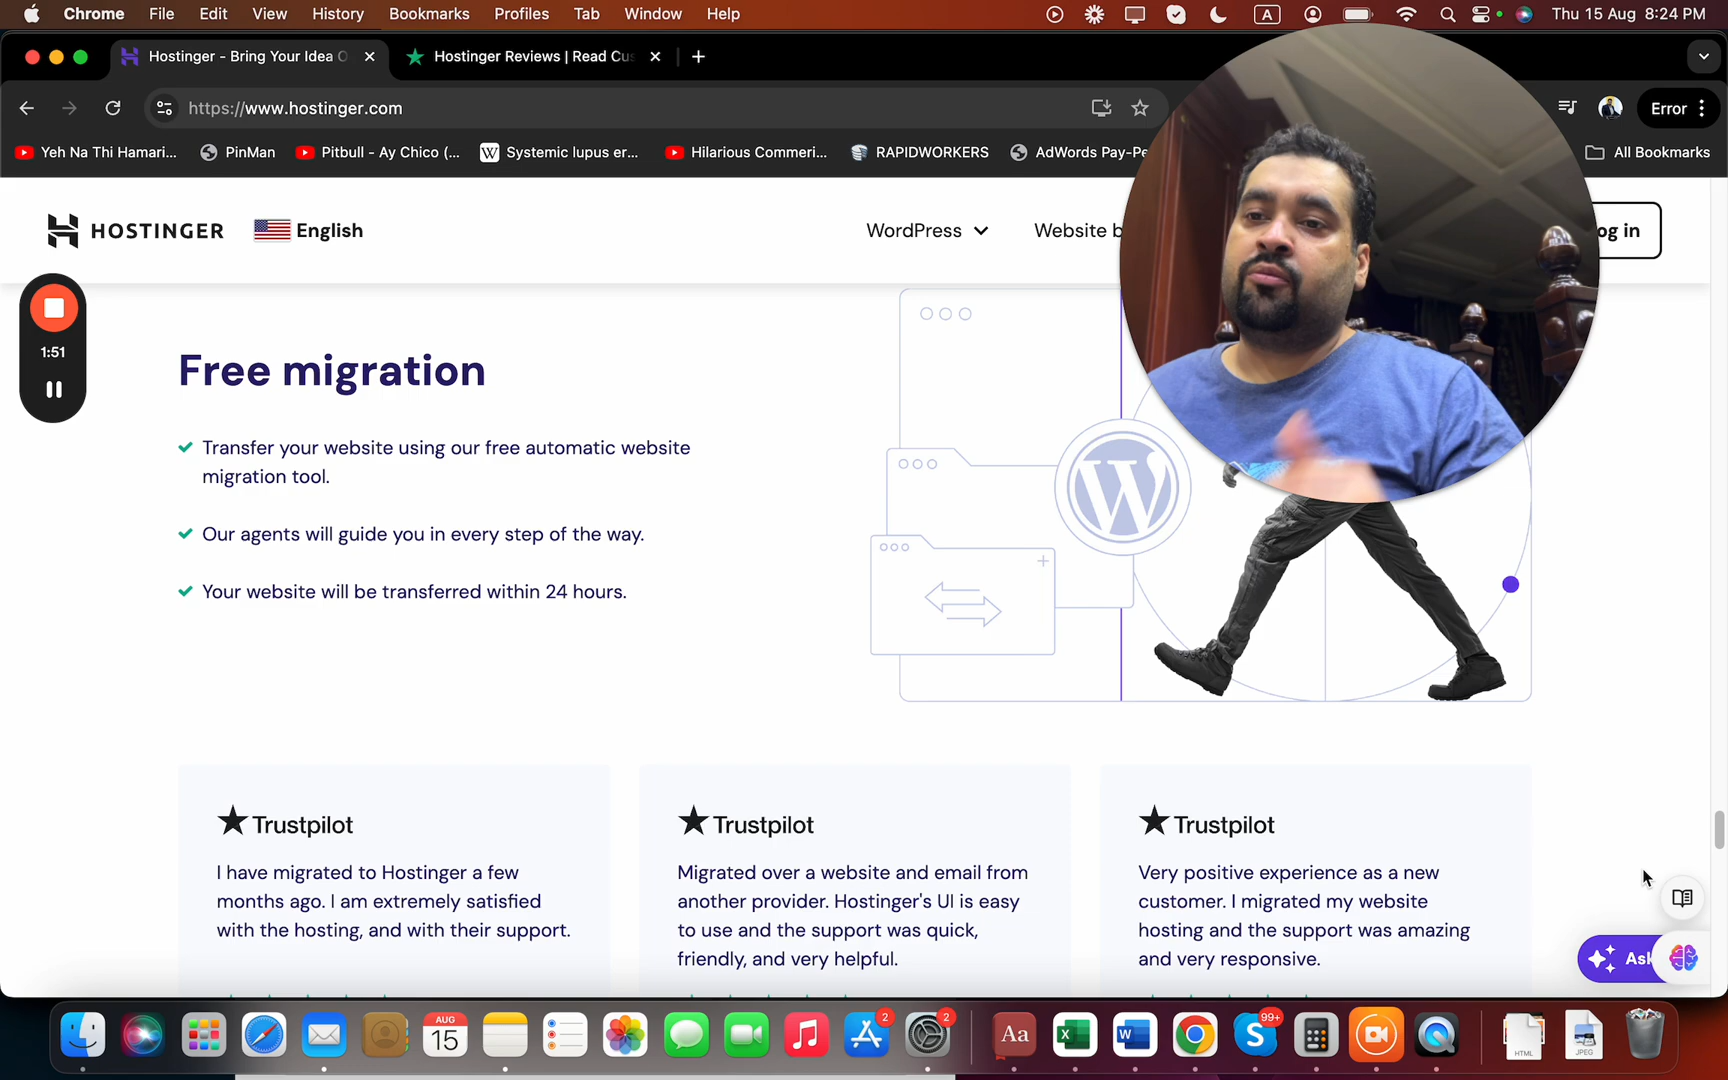 Chrome File Edit View History Bookmarks Profiles Tab Window Help
A
Thu 15 Aug 8:24 PM
Hostinger - Bring Your Idea O
Hostinger Reviews | Read Cus
https://www.hostinger.com
Error
Yeh Na Thi Hamari...
PinMan
Pitbull - Ay Chico (...
W Systemic lupus er...
Hilarious Commeri...
RAPIDWORKERS
AdWords Pay-Pe
All Bookmarks
HOSTINGER
English
WordPress
Website b
og in
1:51
Free migration
Transfer your website using our free automatic website
migration tool.
Our agents will guide you in every step of the way.
Your website will be transferred within 24 hours.
W
Trustpilot
I have migrated to Hostinger a few
months ago. I am extremely satisfied
with the hosting, and with their support.
Trustpilot
Migrated over a website and email from
another provider. Hostinger's UI is easy
to use and the support was quick,
friendly, and very helpful.
Trustpilot
Very positive experience as a new
customer. I migrated my website
hosting and the support was amazing
and very responsive.
Ask
AUG
15
2
2
Aa
X
W
S
99+
HTML
JPEG